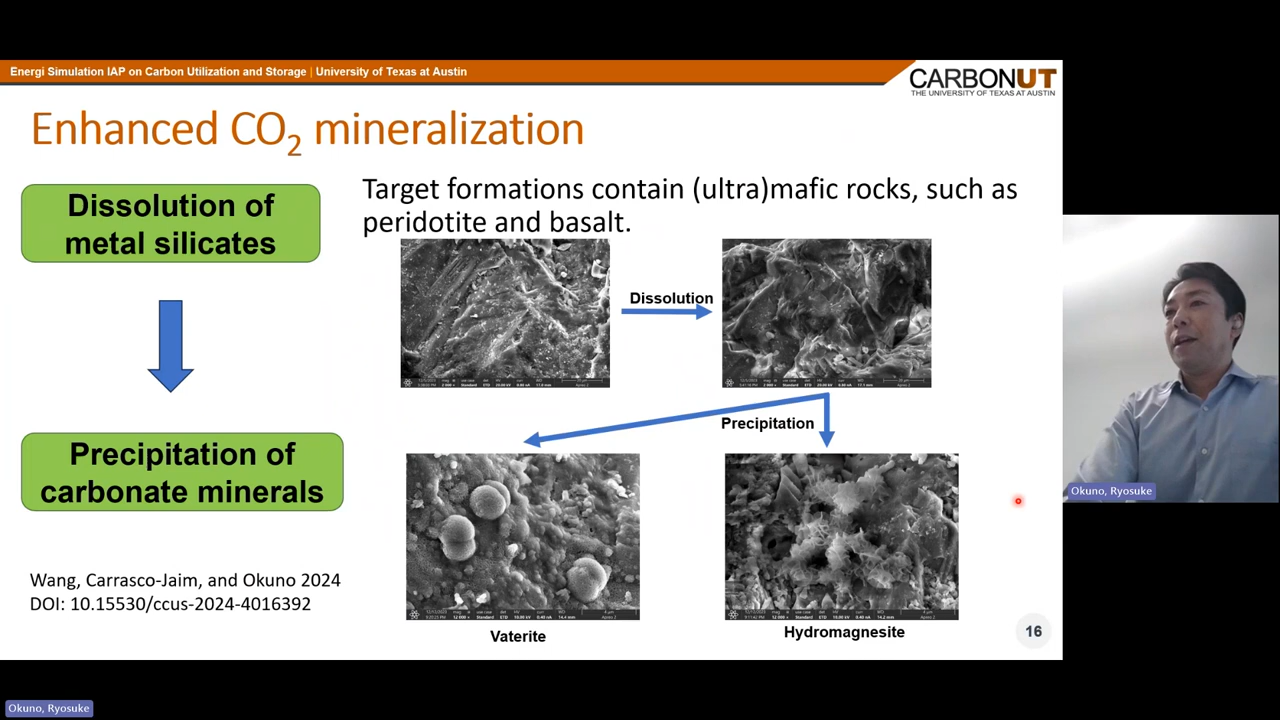 Energi Simulation IAP on Carbon Utilization and Storage | University of Texas at Austin
CARBONUT
THE UNIVERSITY OF TEXAS AT AUSTIN
Enhanced CO₂ mineralization
Dissolution of
metal silicates
Target formations contain (ultra)mafic rocks, such as
peridotite and basalt.
Dissolution
Precipitation
Precipitation of
carbonate minerals
Okuno, Ryosuke
Wang, Carrasco-Jaim, and Okuno 2024
DOI: 10.15530/ccus-2024-4016392
Vaterite
Hydromagnesite
16
Okuno, Ryosuke